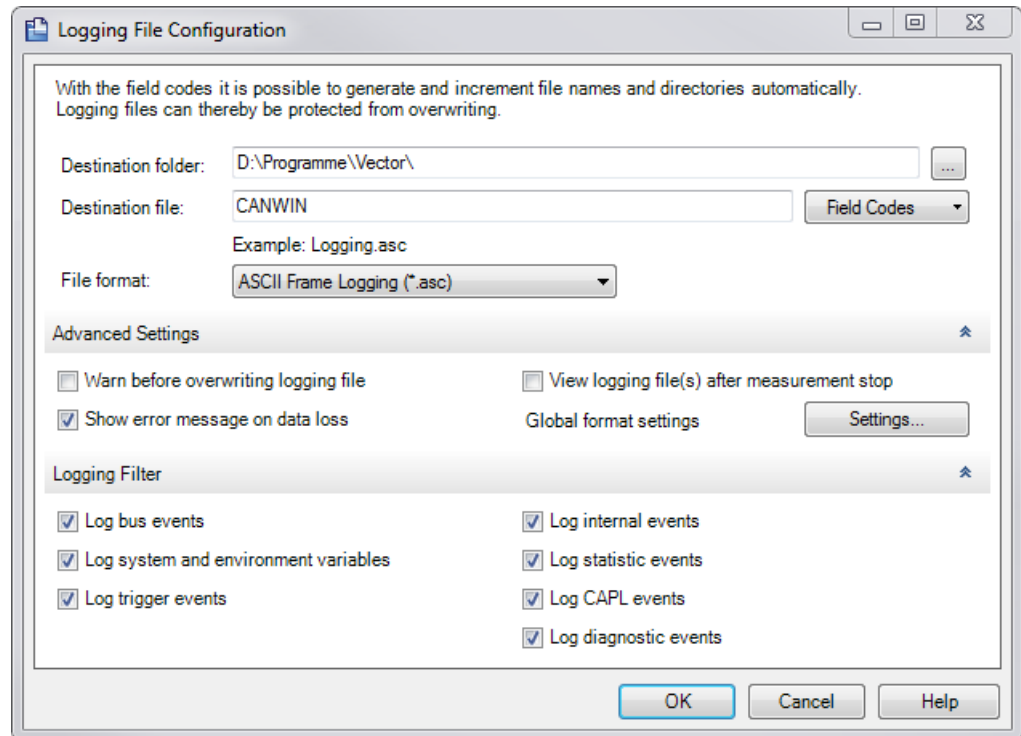 Logging File Configuration
With the field codes it is possible to generate and increment file names and directories automatically.
Logging files can thereby be protected from overwriting.
Destination folder: D:\Programme\Vector\ ...
Destination file: CANWIN Field Codes
Example: Logging.asc
File format: ASCII Frame Logging (*.asc)
Advanced Settings
Warn before overwriting logging file View logging file(s) after measurement stop
Show error message on data loss Global format settings Settings...
Logging Filter
Log bus events Log internal events
Log system and environment variables Log statistic events
Log trigger events Log CAPL events
Log diagnostic events
OK Cancel Help